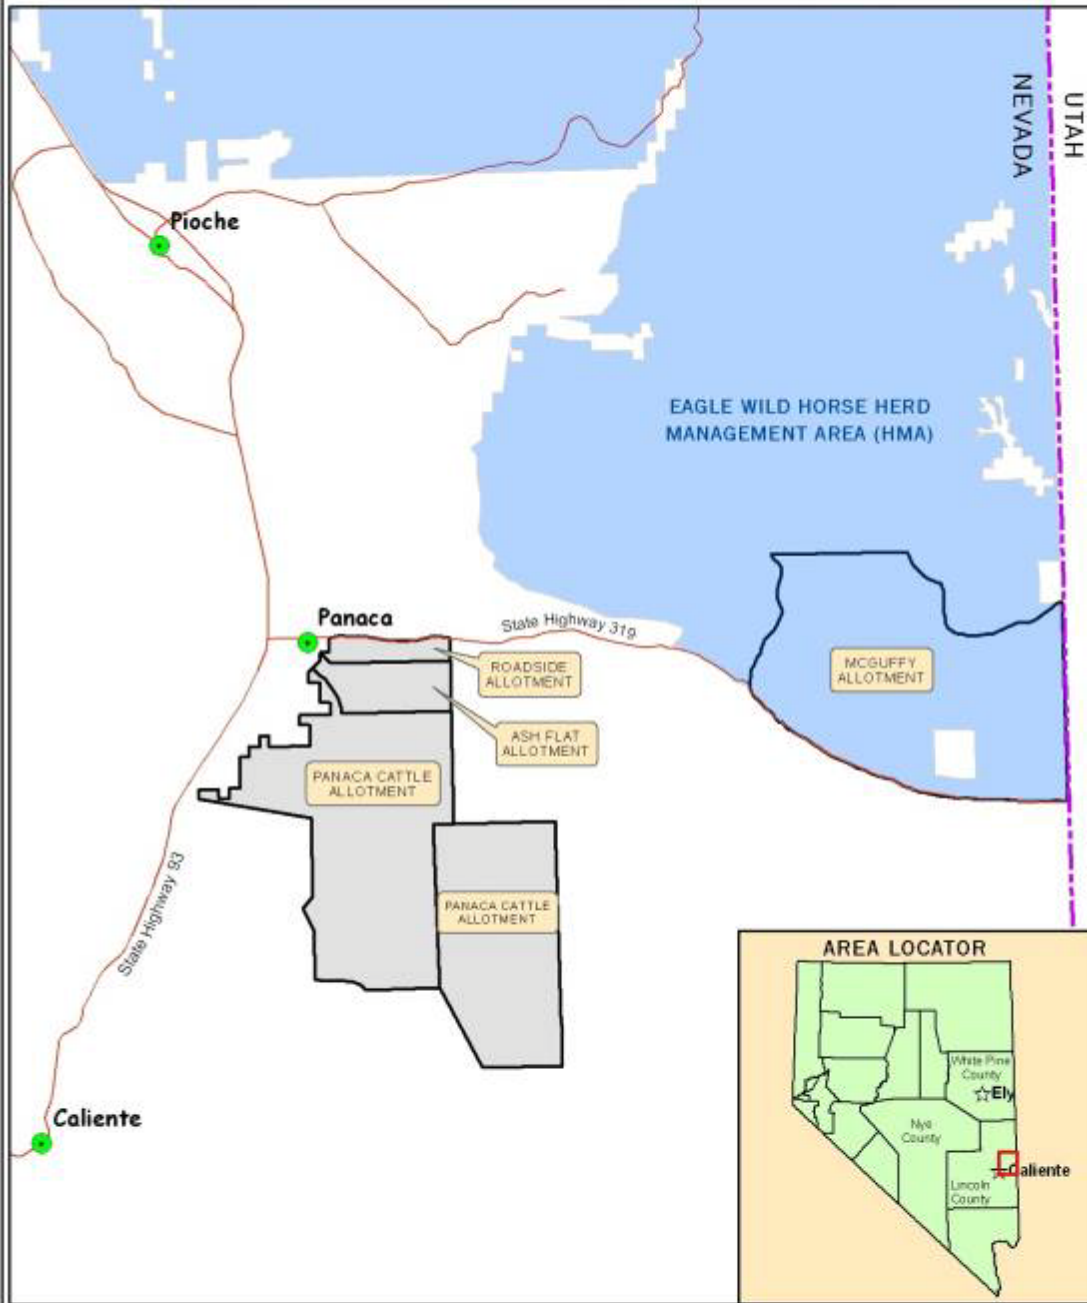 NEVADA
UTAH
Pioche
EAGLE WILD HORSE HERD
MANAGEMENT AREA (HMA)
Panaca
State Highway 319
ROADSIDE
ALLOTMENT
MCGUFFY
ALLOTMENT
ASH FLAT
ALLOTMENT
PANACA CATTLE
ALLOTMENT
State Highway 93
PANACA CATTLE
ALLOTMENT
Caliente
AREA LOCATOR
White Pine
County
Ely
Nye
County
Caliente
Lincoln
County